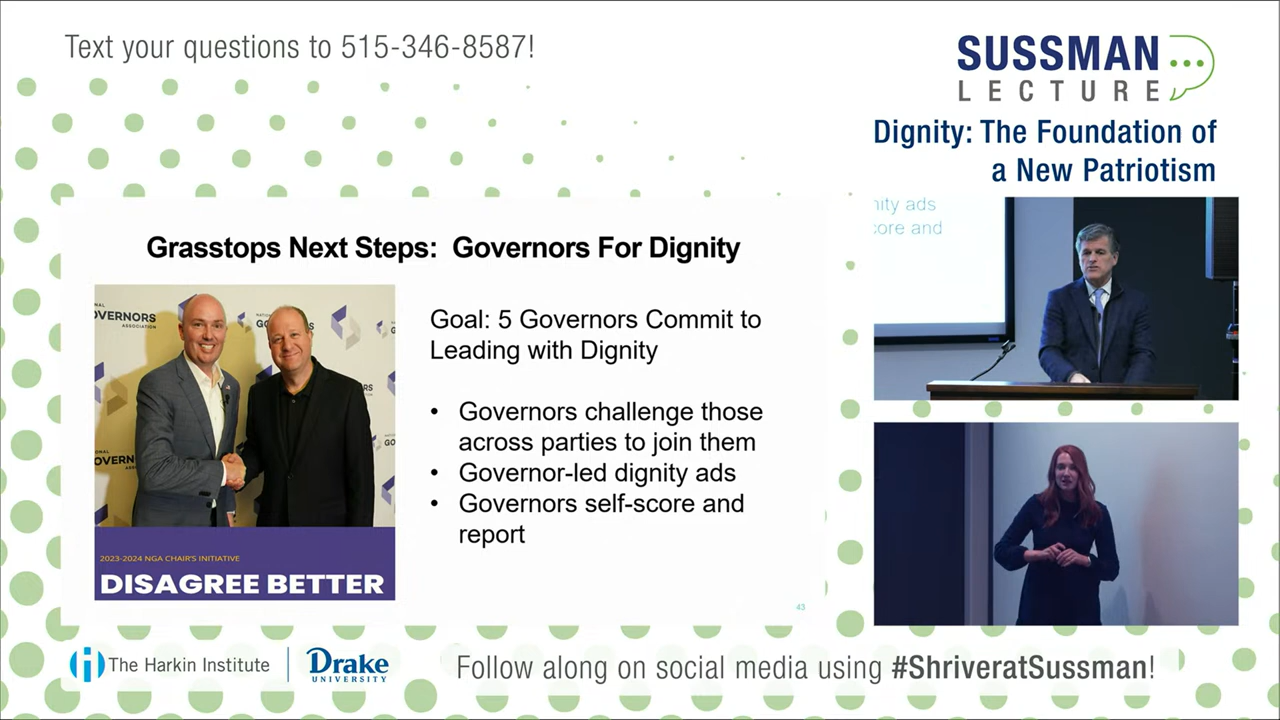 Text your questions to 515-346-8587!
SUSSMAN
LECTURE
Dignity: The Foundation of
a New Patriotism
Grasstops Next Steps: Governors For Dignity
Goal: 5 Governors Commit to
Leading with Dignity
• Governors challenge those
across parties to join them
• Governor-led dignity ads
• Governors self-score and
report
OVERNORS
ASSOCIATION
2023-2024 NGA CHAIR'S INITIATIVE
DISAGREE BETTER
43
ads
and
The Harkin Institute
Drake
UNIVERSITY
Follow along on social media using #ShriveratSussman!